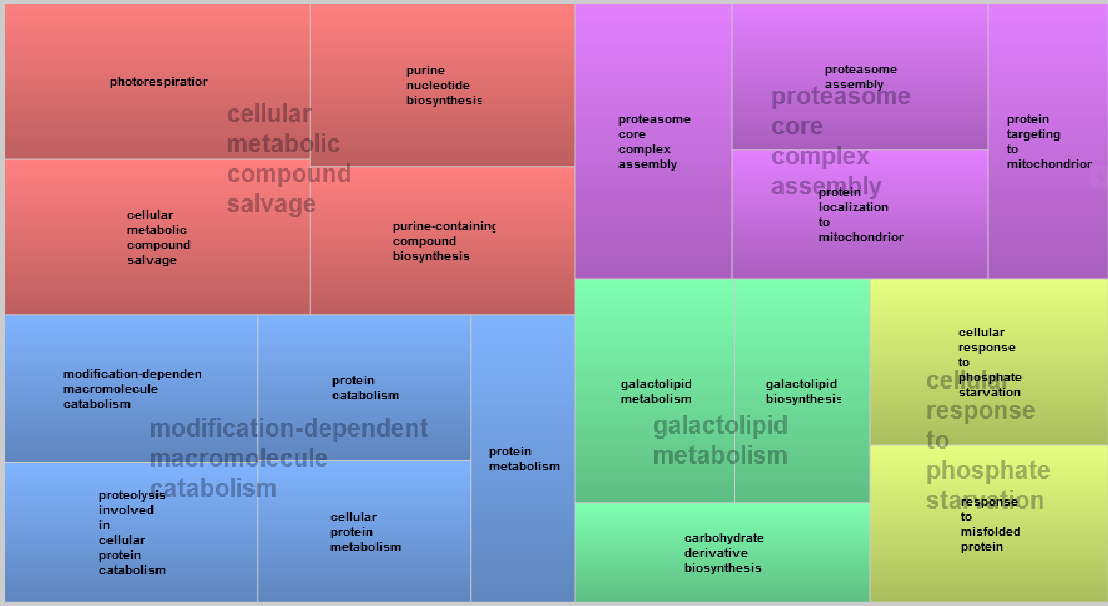 photorespiration
purine
nucleotide
biosynthesis
cellular
metabolic
compound
salvage
cellular
metabolic
compound
salvage
purine-containing
compound
biosynthesis
proteasome
core
complex
assembly
proteasome
assembly
proteasome
core
complex
assembly
protein
localization
to
mitochondrion
protein
targeting
to
mitochondrion
modification-dependen
macromolecule
catabolism
protein
catabolism
modification-dependent
macromolecule
catabolism
protein
metabolism
proteolysis
involved
in
cellular
protein
catabolism
cellular
protein
metabolism
galactolipid
metabolism
galactolipid
biosynthesis
galactolipid
metabolism
carbohydrate
derivative
biosynthesis
cellular
response
to
phosphate
starvation
cellular
response
to
phosphate
starvation
response
to
misfolded
protein